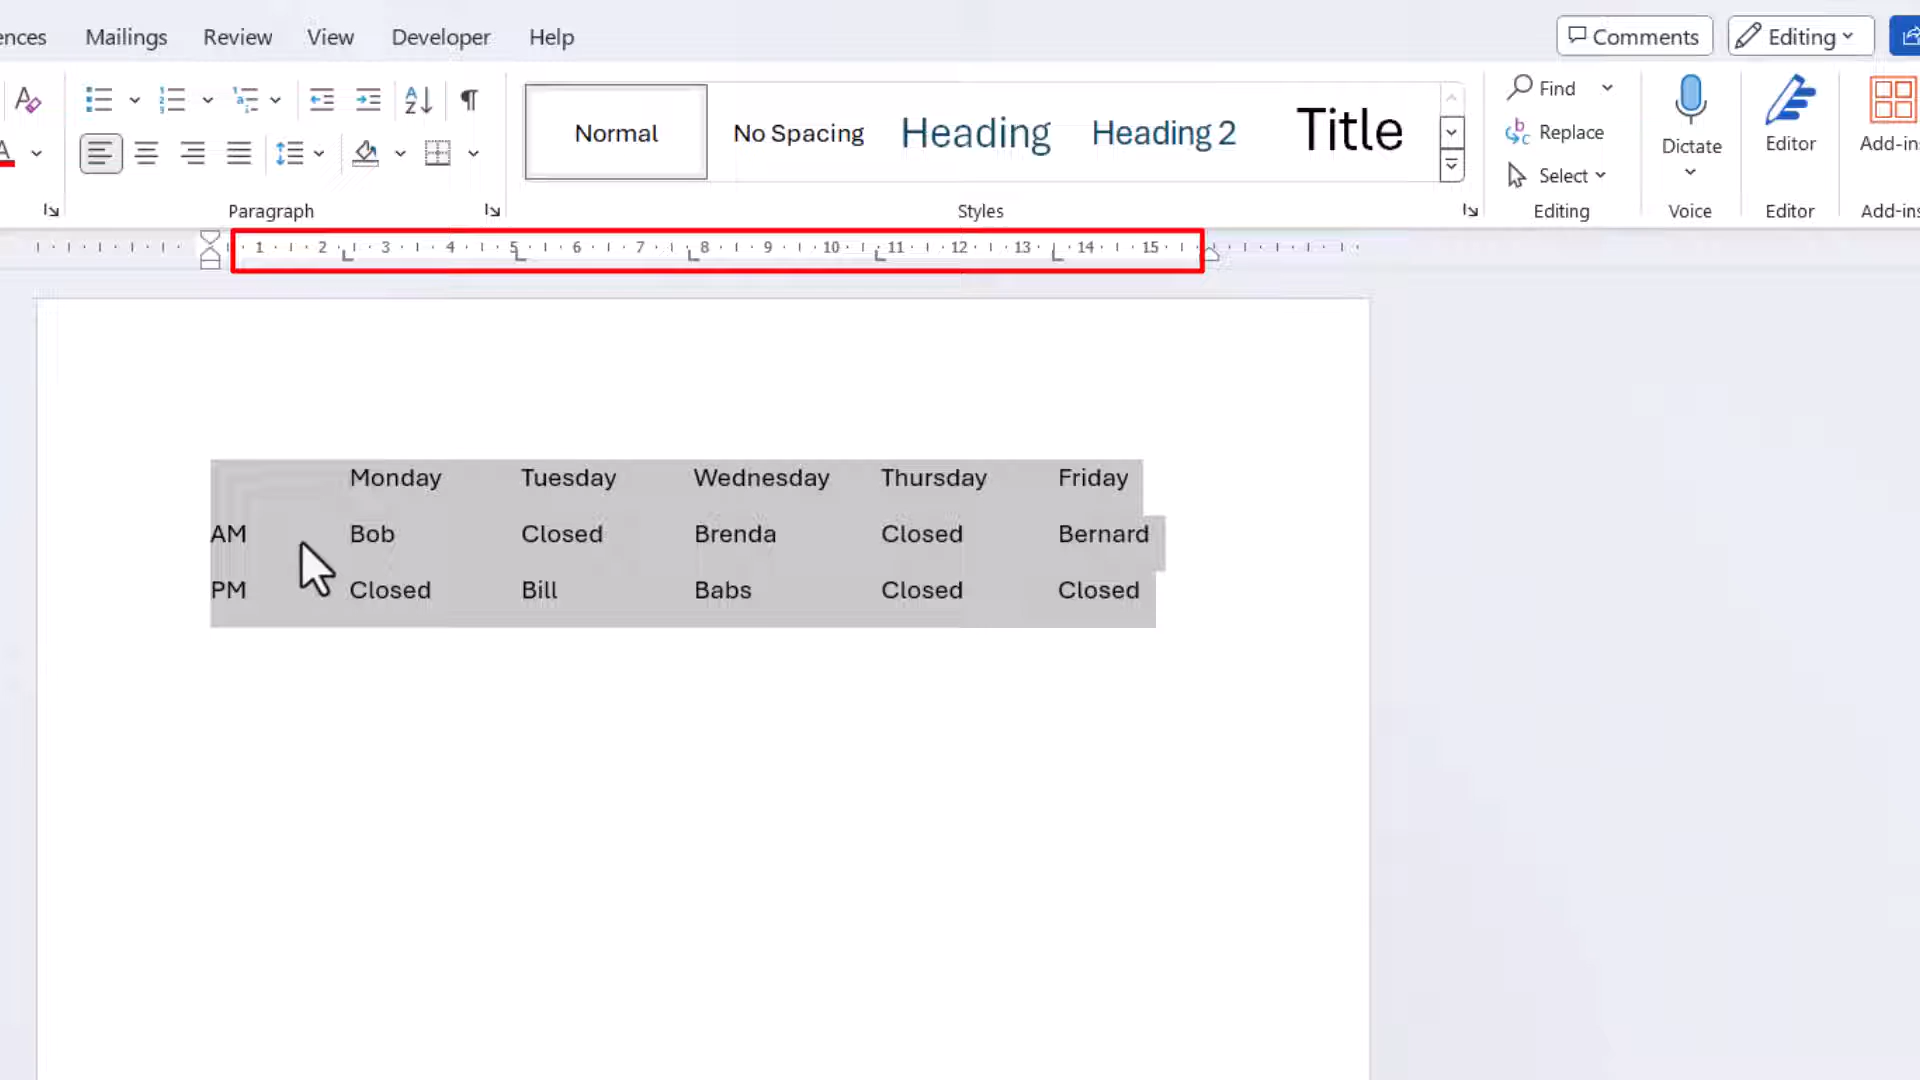 ences Mailings Review View Developer Help Comments Editing
Normal No Spacing Heading Heading 2 Title
Find
Replace
Select
Dictate
Editor
Add-ins
Paragraph Styles Editing Voice Editor Add-ins
1 2 3 4 5 6 7 8 9 10 11 12 13 14 15
Monday Tuesday Wednesday Thursday Friday
AM Bob Closed Brenda Closed Bernard
PM Closed Bill Babs Closed Closed